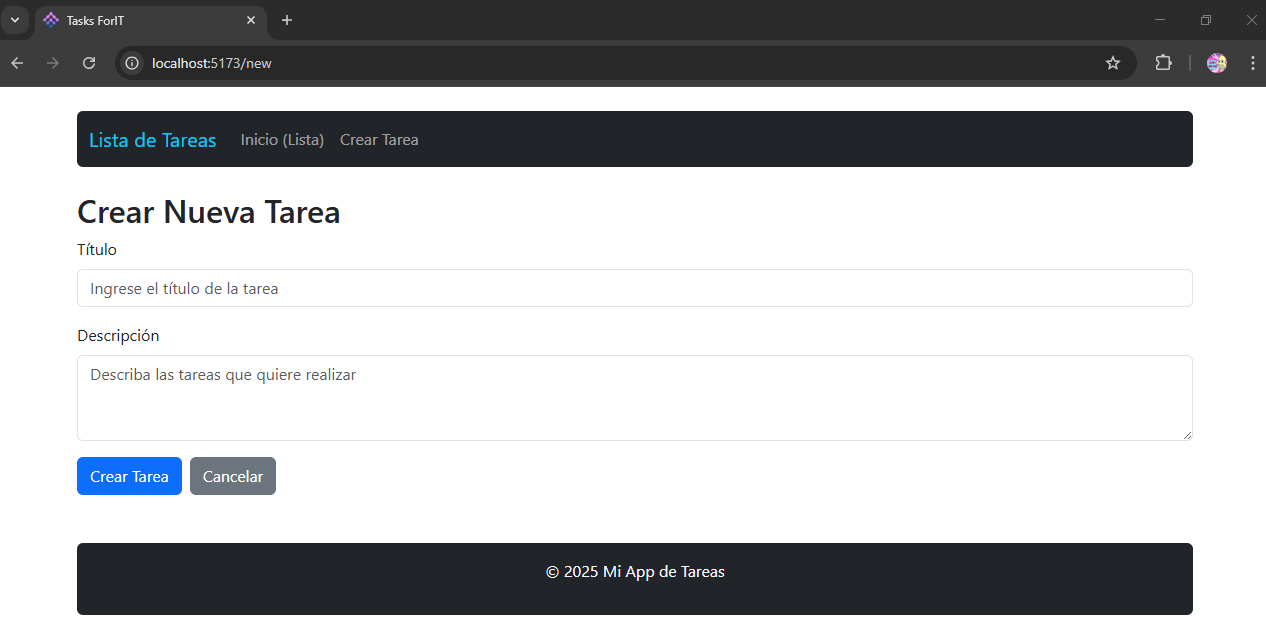 Tasks ForIT
localhost:5173/new
Lista de Tareas Inicio (Lista) Crear Tarea
Crear Nueva Tarea
Título
Ingrese el título de la tarea
Descripción
Describa las tareas que quiere realizar
Crear Tarea Cancelar
© 2025 Mi App de Tareas